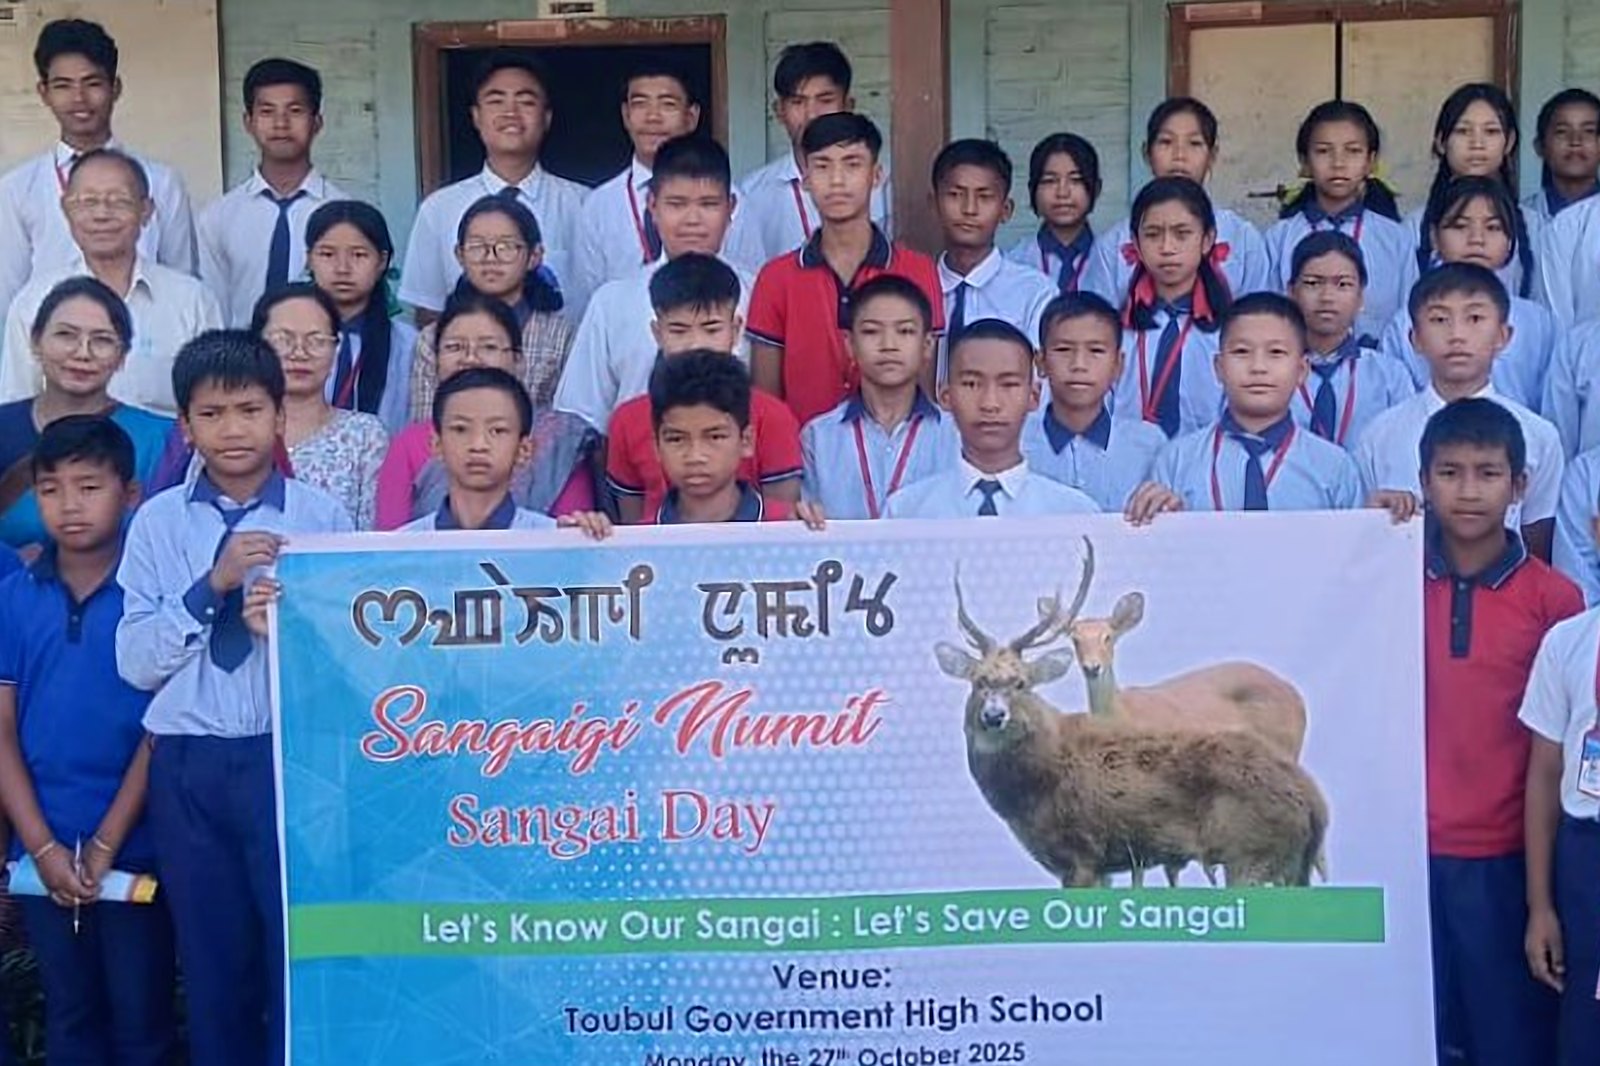 ꯁꯉꯥꯏꯒꯤ ꯅꯨꯃꯤꯠ
Sangaigi Numit
Sangai Day
Let's Know Our Sangai : Let's Save Our Sangai
Venue:
Toubul Government High School
Monday, the 27th October 2025